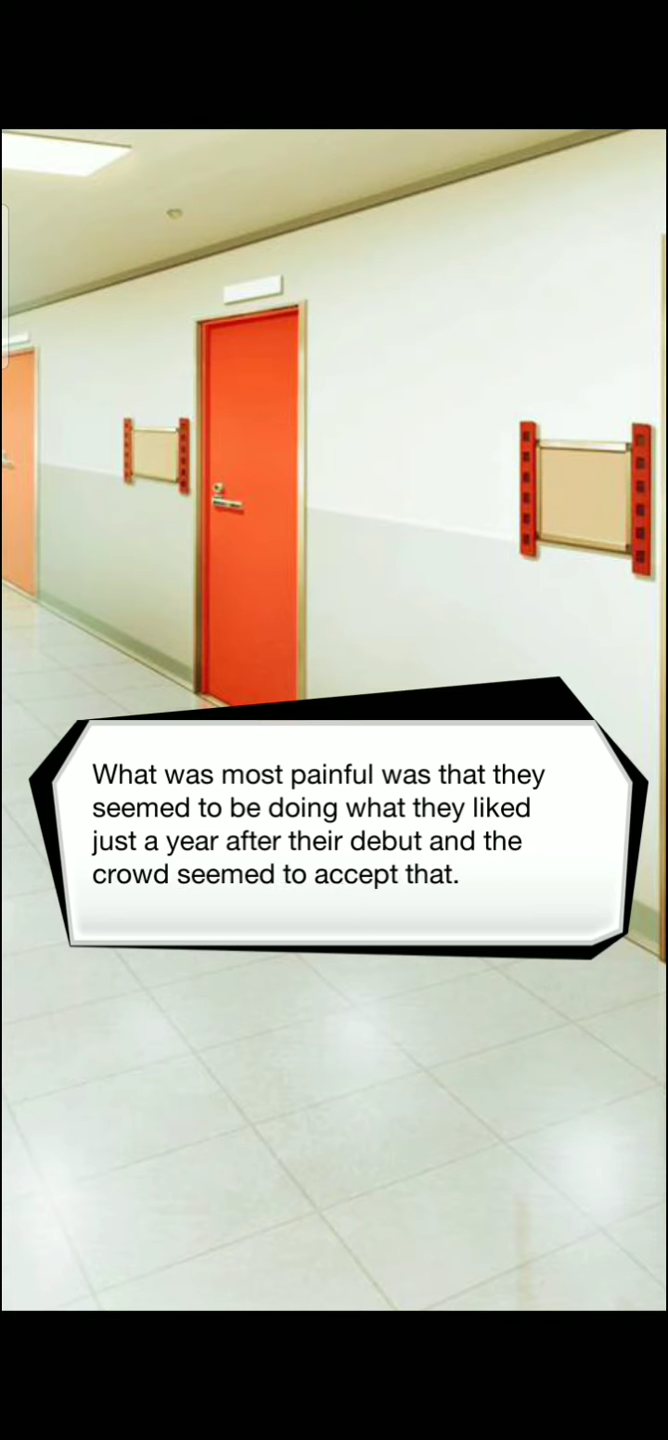 What was most painful was that they
seemed to be doing what they liked
just a year after their debut and the
crowd seemed to accept that.